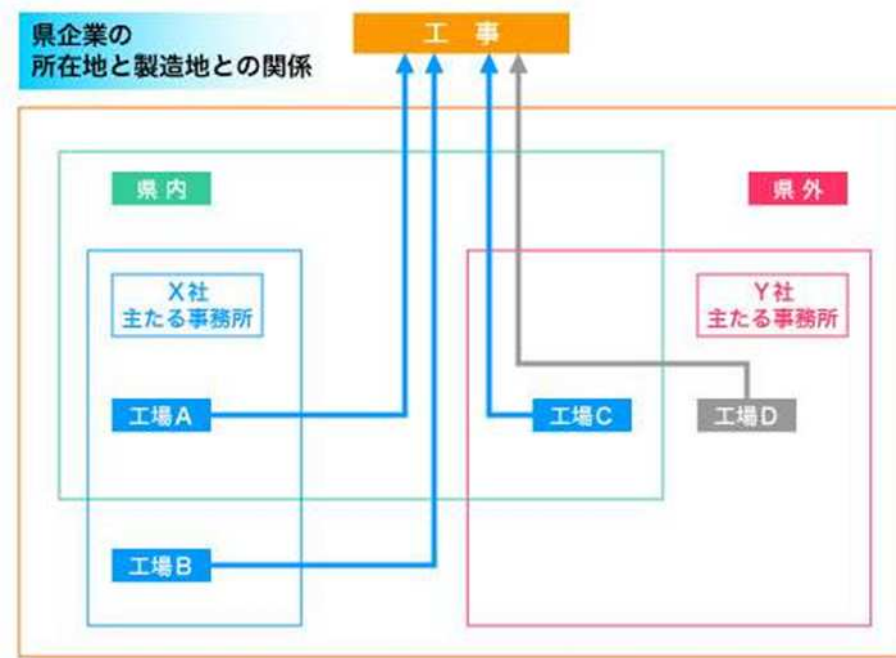 県企業の
所在地と製造地との関係
工事
県内
県外
X社
主たる事務所
Y社
主たる事務所
工場A
工場C
工場D
工場B